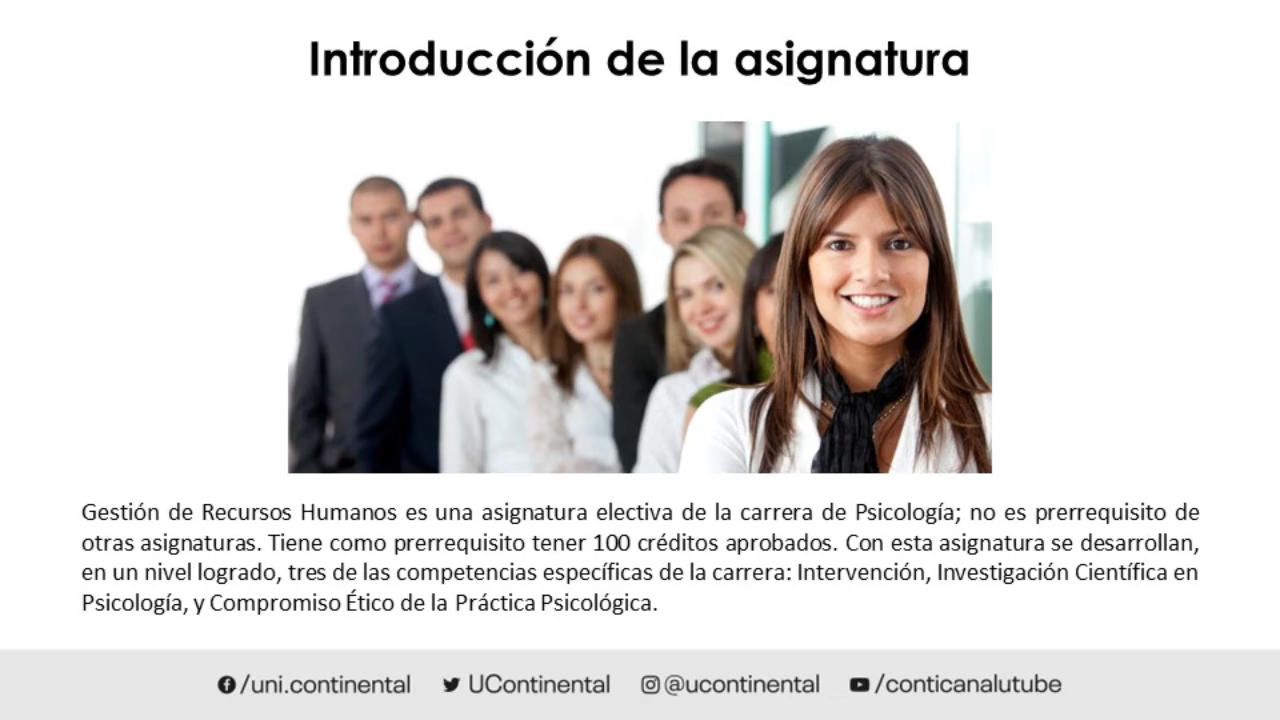 Introducción de la asignatura
Gestión de Recursos Humanos es una asignatura electiva de la carrera de Psicología; no es prerrequisito de
otras asignaturas. Tiene como prerrequisito tener 100 créditos aprobados. Con esta asignatura se desarrollan,
en un nivel logrado, tres de las competencias específicas de la carrera: Intervención, Investigación Científica en
Psicología, y Compromiso Ético de la Práctica Psicológica.
/uni.continental UContinental @ucontinental /conticanalutube